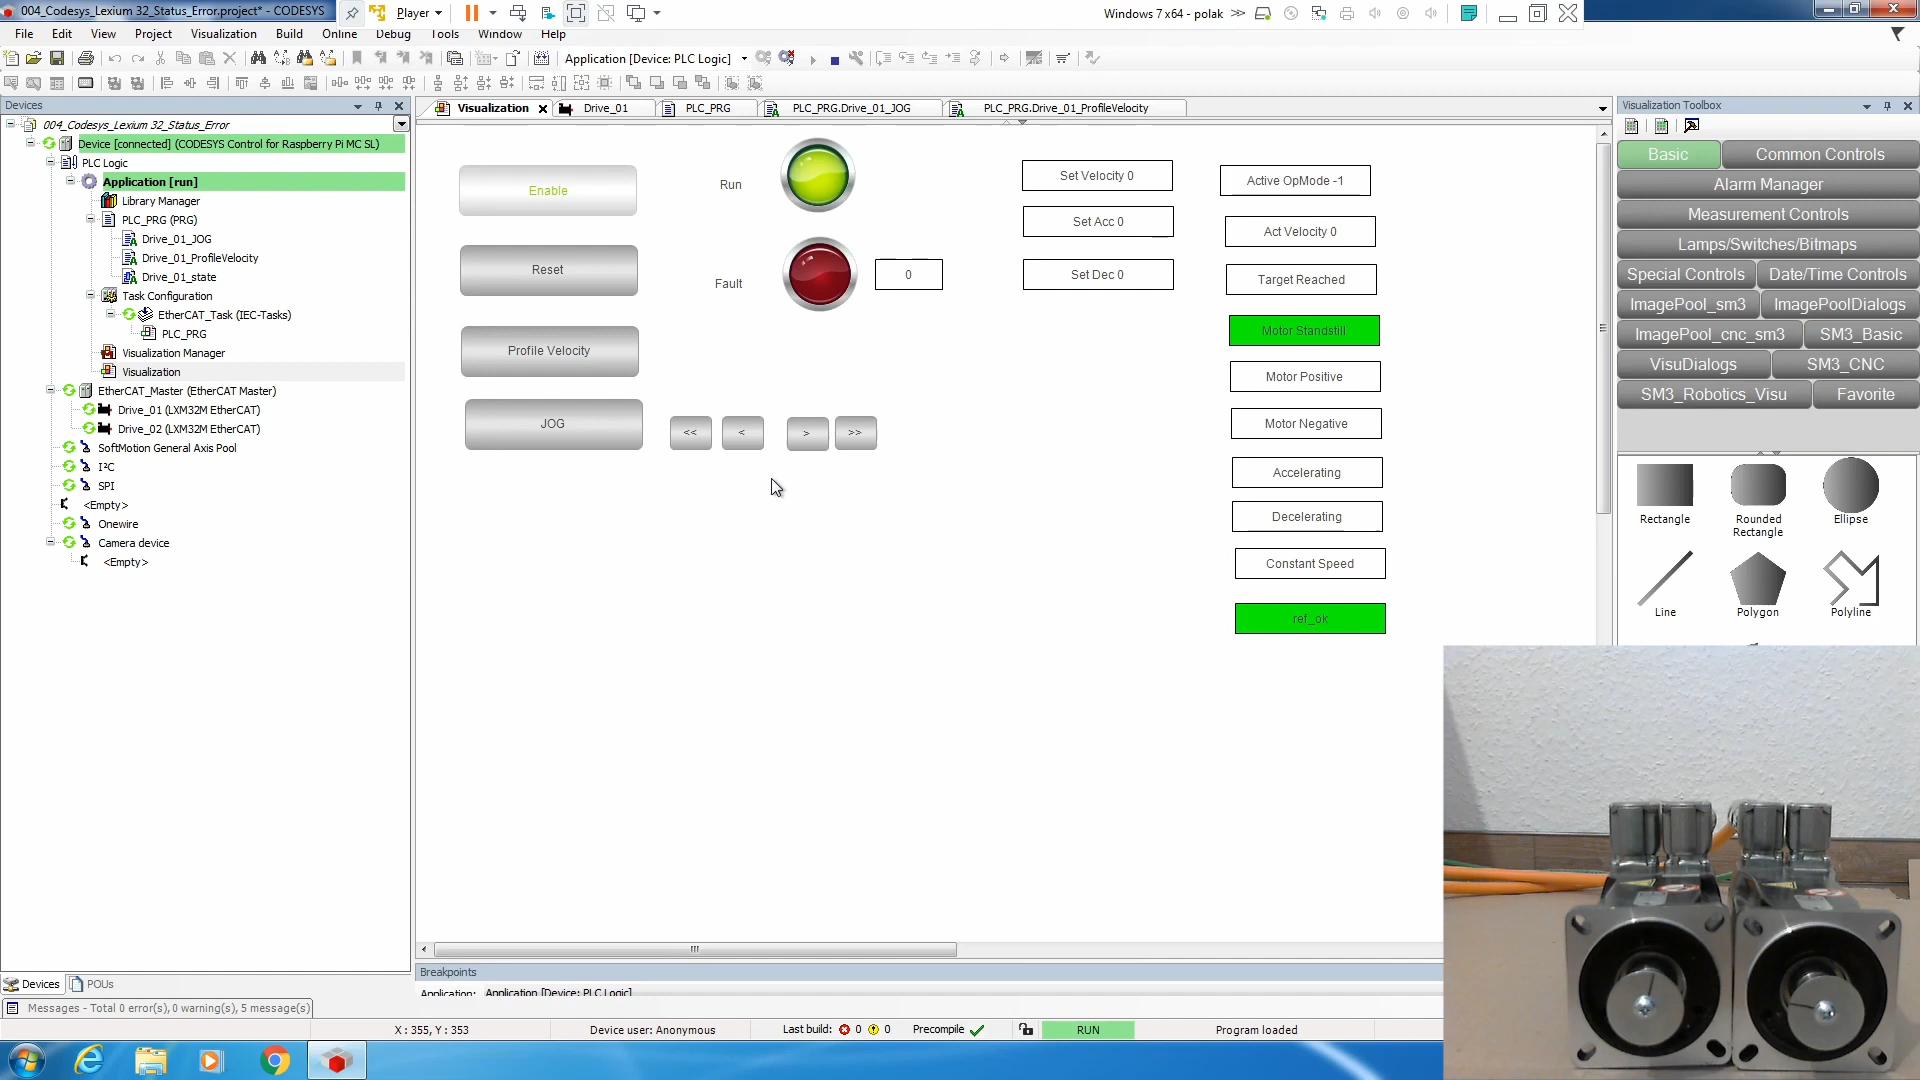 004_Codesys_Lexium 32_Status_Error.project* - CODESYS
Player
Windows 7 x64 - polak
File Edit View Project Visualization Build Online Debug Tools Window Help
Application [Device: PLC Logic]
Devices
004_Codesys_Lexium 32_Status_Error
Device [connected] (CODESYS Control for Raspberry Pi MC SL)
PLC Logic
Application [run]
Library Manager
PLC_PRG (PRG)
Drive_01_JOG
Drive_01_ProfileVelocity
Drive_01_state
Task Configuration
EtherCAT_Task (IEC-Tasks)
PLC_PRG
Visualization Manager
Visualization
EtherCAT_Master (EtherCAT Master)
Drive_01 (LXM32M EtherCAT)
Drive_02 (LXM32M EtherCAT)
SoftMotion General Axis Pool
I²C
SPI
<Empty>
Onewire
Camera device
<Empty>
Devices POUs
Visualization Drive_01 PLC_PRG PLC_PRG.Drive_01_JOG PLC_PRG.Drive_01_ProfileVelocity
Enable
Run
Reset
Fault
0
Profile Velocity
JOG
<< < > >>
Set Velocity 0
Set Acc 0
Set Dec 0
Active OpMode -1
Act Velocity 0
Target Reached
Motor Standstill
Motor Positive
Motor Negative
Accelerating
Decelerating
Constant Speed
ref_ok
Visualization Toolbox
Basic Common Controls
Alarm Manager
Measurement Controls
Lamps/Switches/Bitmaps
Special Controls Date/Time Controls
ImagePool_sm3 ImagePoolDialogs
ImagePool_cnc_sm3 SM3_Basic
VisuDialogs SM3_CNC
SM3_Robotics_Visu Favorite
Rectangle
Rounded Rectangle
Ellipse
Line
Polygon
Polyline
Breakpoints
Application: Application [Device: PLC Logic]
Messages - Total 0 error(s), 0 warning(s), 5 message(s)
X : 355, Y : 353
Device user: Anonymous
Last build: 0 0
Precompile
RUN
Program loaded